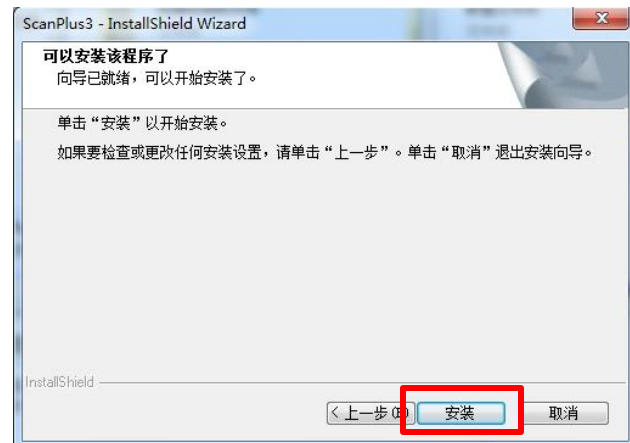 ScanPlus3 - InstallShield Wizard
可以安装该程序了
向导已就绪，可以开始安装了。
单击“安装”以开始安装。
如果要检查或更改任何安装设置，请单击“上一步”。单击“取消”退出安装向导。
InstallShield
< 上一步(B) 安装 取消